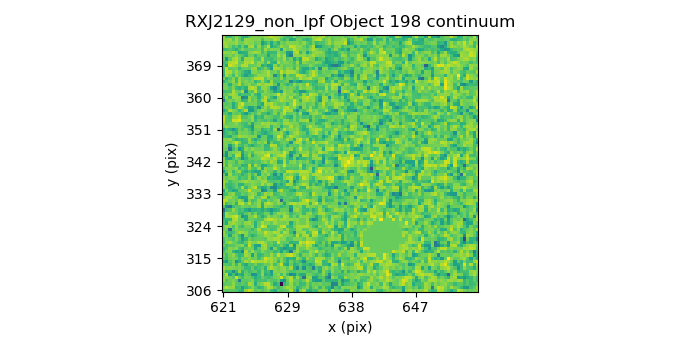 RXJ2129_non_lpf Object 198 continuum
369
360
351
342
333
324
315
306
y (pix)
621 629 638 647
x (pix)